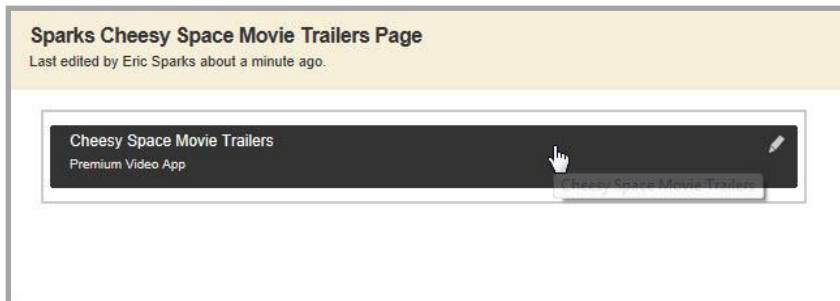 Sparks Cheesy Space Movie Trailers Page
Last edited by Eric Sparks about a minute ago.
Cheesy Space Movie Trailers
Premium Video App
Cheesy Space Movie Trailers